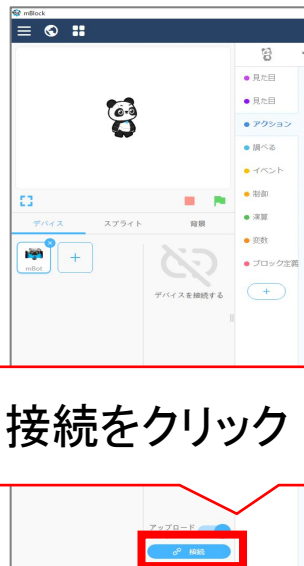 mBlock
見た目
見た目
アクション
調べる
イベント
制御
演算
変数
ブロック定義
+
デバイス スプライト 背景
mBot
+
デバイスを接続する
接続をクリック
アップロード
接続